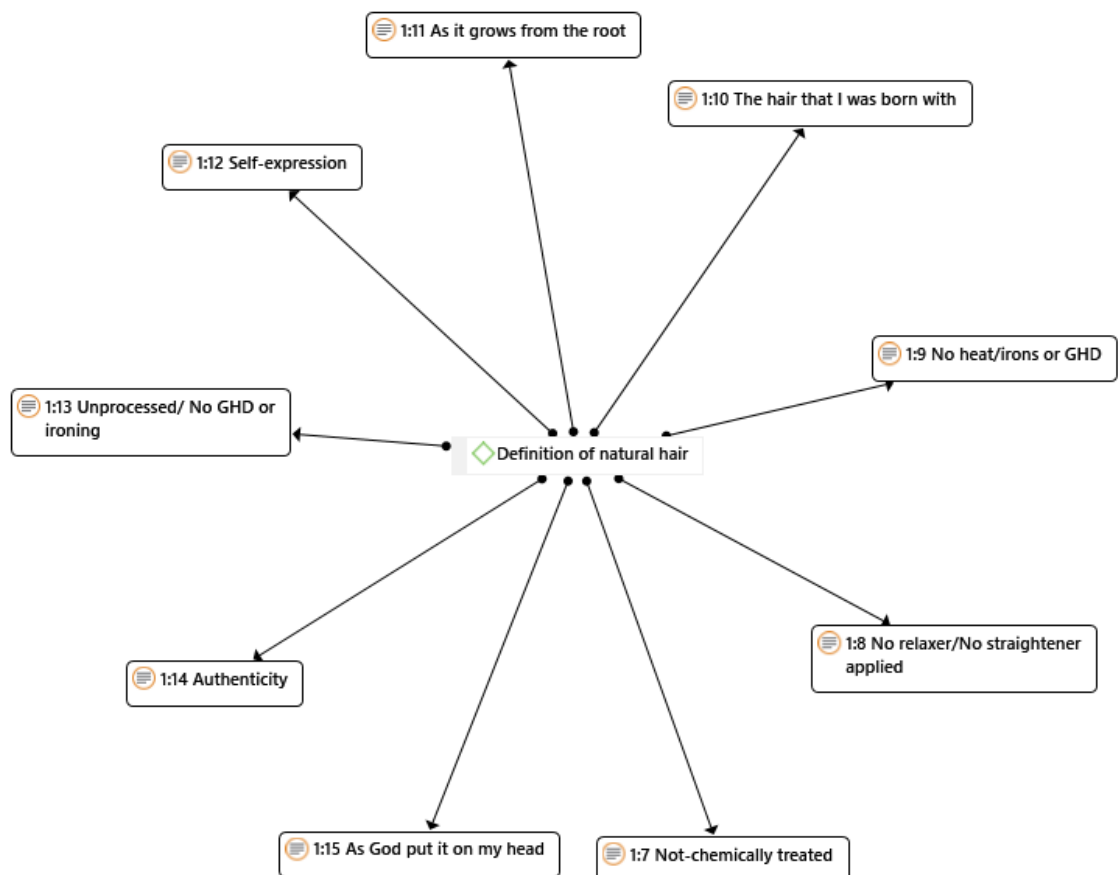 1:11 As it grows from the root
1:10 The hair that I was born with
1:12 Self-expression
1:9 No heat/irons or GHD
1:13 Unprocessed/ No GHD or
ironing
Definition of natural hair
1:8 No relaxer/No straightener
applied
1:14 Authenticity
1:15 As God put it on my head
1:7 Not-chemically treated